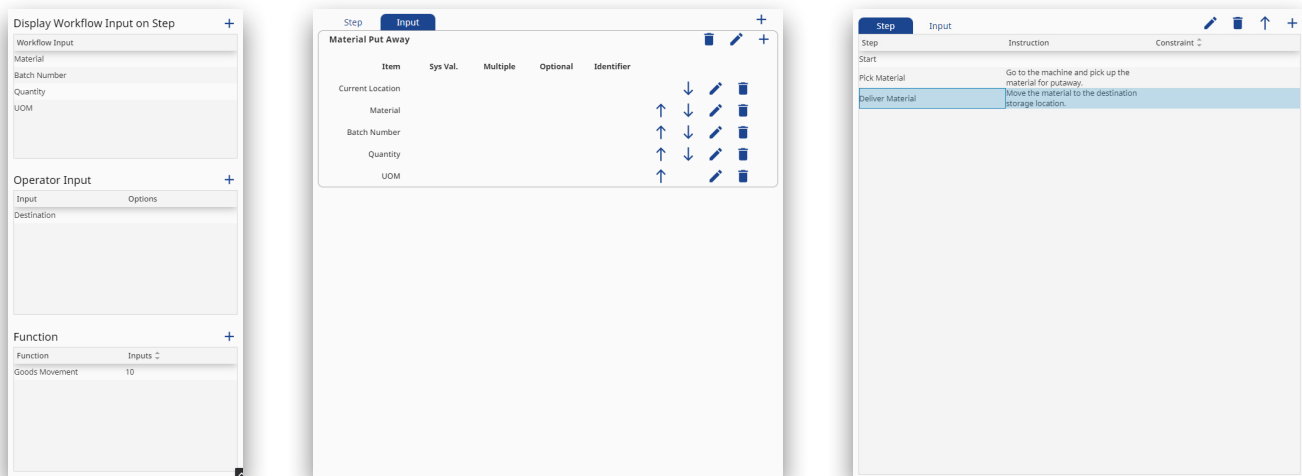 Display Workflow Input on Step
Workflow Input
Material
Batch Number
Quantity
UOM
Operator Input
Input Options
Destination
Function
Function Inputs
Goods Movement 10
Step Input
Material Put Away
Item Sys Val. Multiple Optional Identifier
Current Location
Material
Batch Number
Quantity
UOM
Step Input
Step Instruction Constraint
Start
Pick Material Go to the machine and pick up the
material for putaway.
Deliver Material Move the material to the destination
storage location.